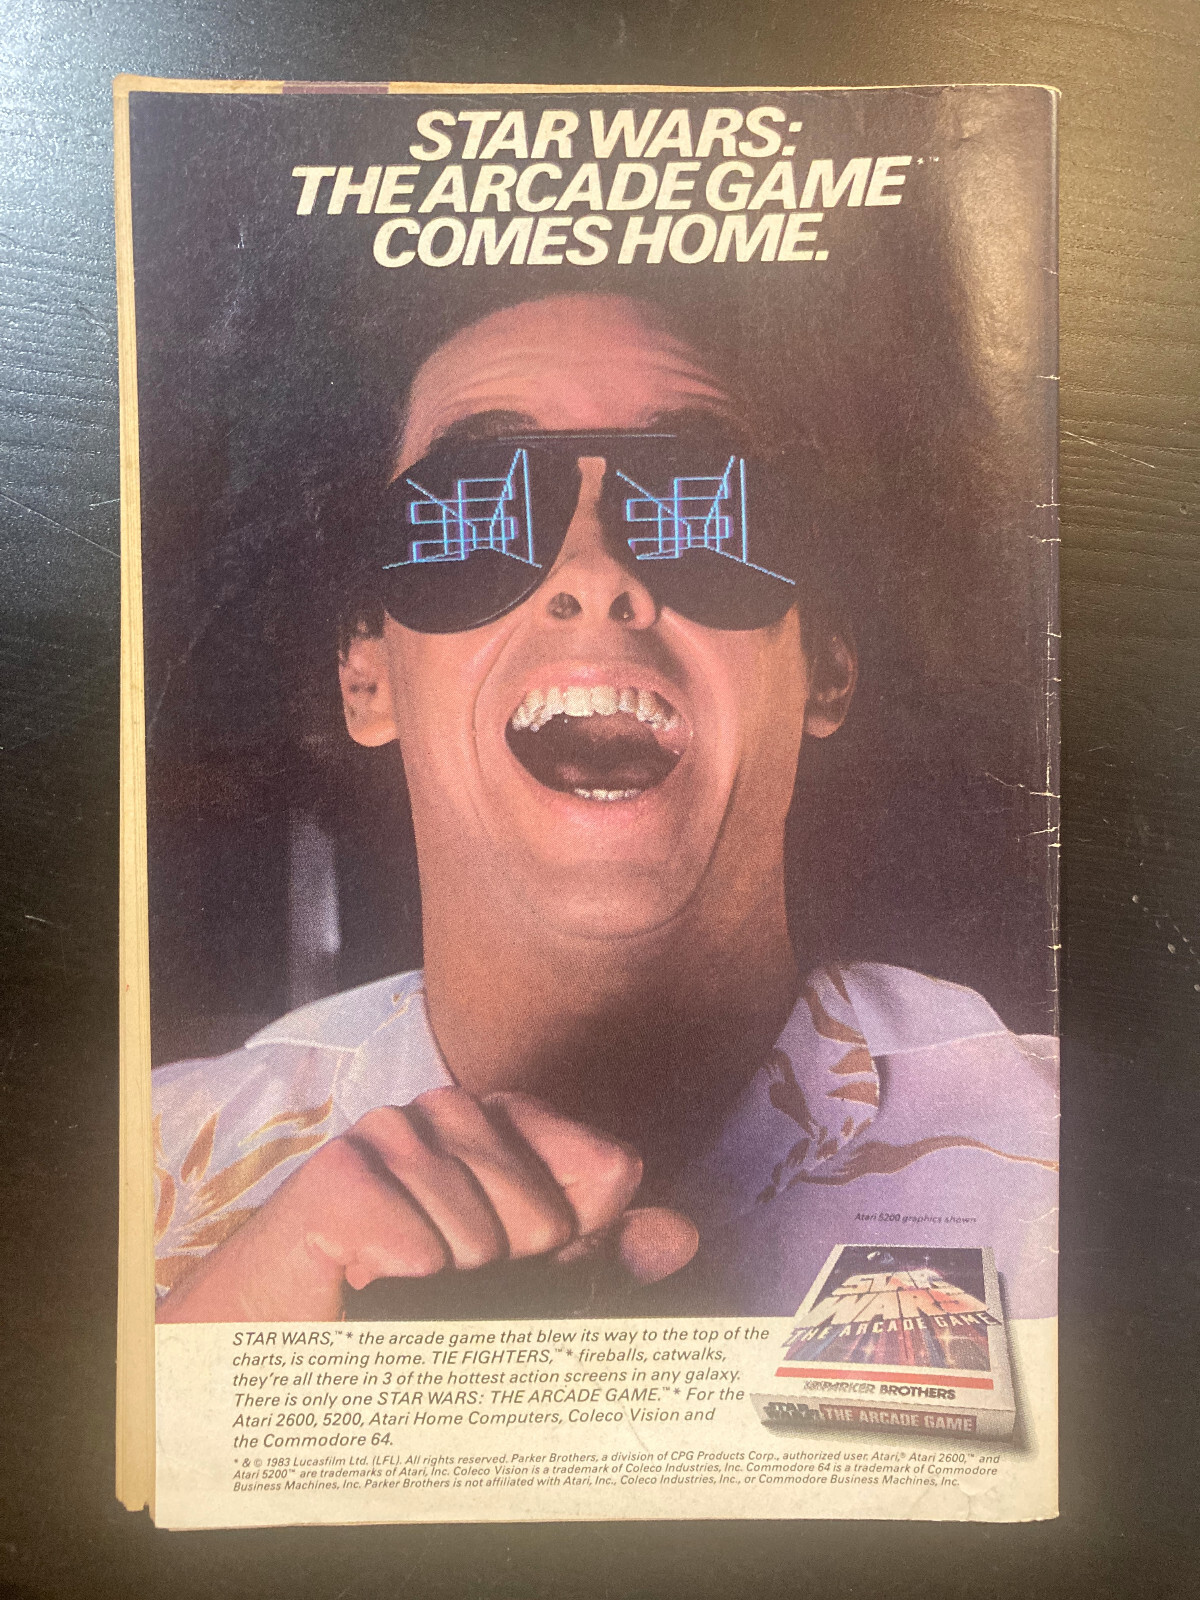 STAR WARS:
THE ARCADE GAME*™
COMES HOME.
Atari 5200 graphics shown
STAR WARS
THE ARCADE GAME
PARKER BROTHERS
STAR WARS THE ARCADE GAME
STAR WARS,™* the arcade game that blew its way to the top of the
charts, is coming home. TIE FIGHTERS,™* fireballs, catwalks,
they're all there in 3 of the hottest action screens in any galaxy.
There is only one STAR WARS: THE ARCADE GAME.™* For the
Atari 2600, 5200, Atari Home Computers, Coleco Vision and
the Commodore 64.
* & © 1983 Lucasfilm Ltd. (LFL). All rights reserved. Parker Brothers, a division of CPG Products Corp., authorized user. Atari,® Atari 2600,™ and
Atari 5200™ are trademarks of Atari, Inc. Coleco Vision is a trademark of Coleco Industries, Inc. Commodore 64 is a trademark of Commodore
Business Machines, Inc. Parker Brothers is not affiliated with Atari, Inc., Coleco Industries, Inc., or Commodore Business Machines, Inc.